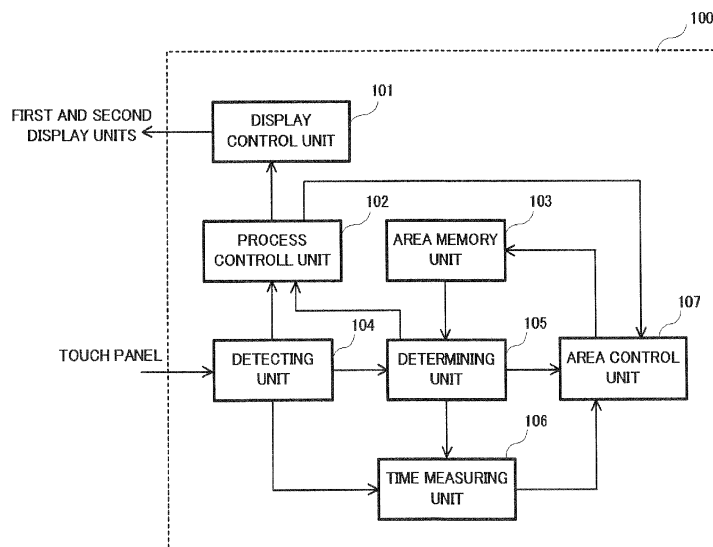 100
101
FIRST AND SECOND
DISPLAY UNITS
DISPLAY
CONTROL UNIT
102
103
PROCESS
CONTROLL UNIT
AREA MEMORY
UNIT
104
105
107
TOUCH PANEL
DETECTING
UNIT
DETERMINING
UNIT
AREA CONTROL
UNIT
106
TIME MEASURING
UNIT